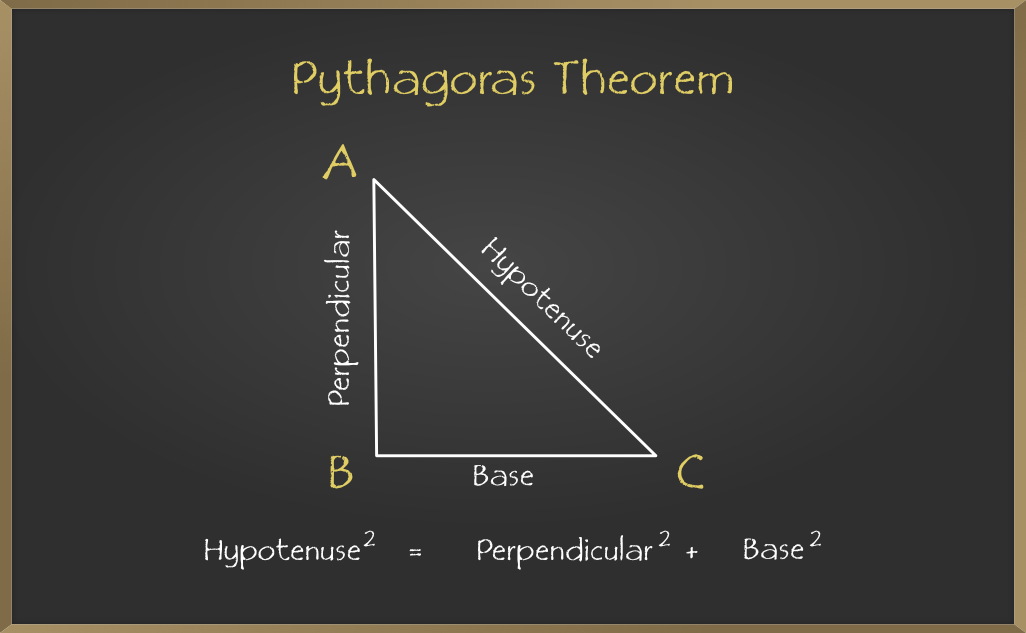 Pythagoras Theorem
A
Perpendicular
Hypotenuse
B
Base
C
Hypotenuse² = Perpendicular² + Base²